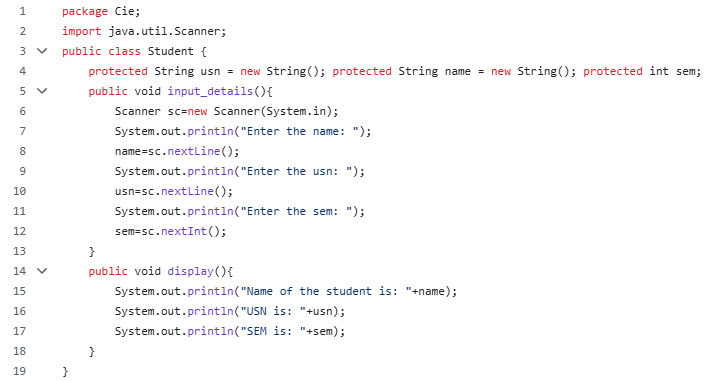 1 package Cie;
2 import java.util.Scanner;
3 public class Student {
4 protected String usn = new String(); protected String name = new String(); protected int sem;
5 public void input_details(){
6 Scanner sc=new Scanner(System.in);
7 System.out.println("Enter the name: ");
8 name=sc.nextLine();
9 System.out.println("Enter the usn: ");
10 usn=sc.nextLine();
11 System.out.println("Enter the sem: ");
12 sem=sc.nextInt();
13 }
14 public void display(){
15 System.out.println("Name of the student is: "+name);
16 System.out.println("USN is: "+usn);
17 System.out.println("SEM is: "+sem);
18 }
19 }